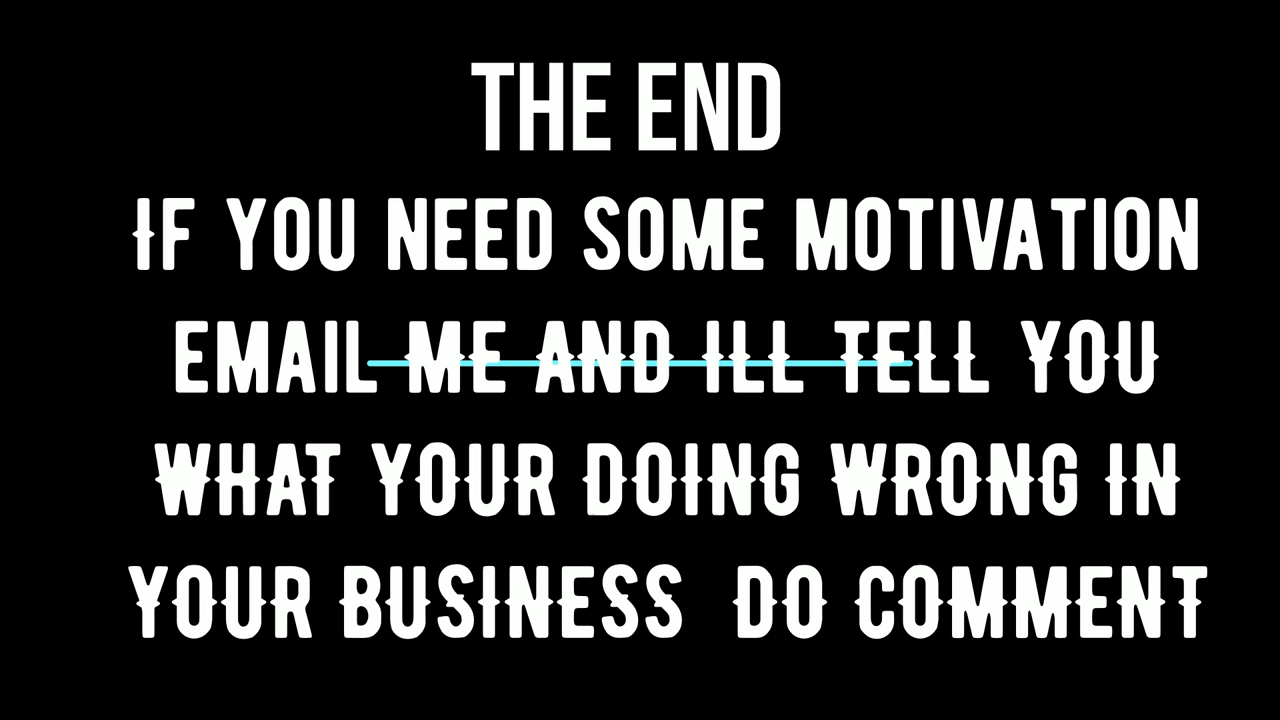 THE END
IF YOU NEED SOME MOTIVATION
EMAIL ME AND ILL TELL YOU
WHAT YOUR DOING WRONG IN
YOUR BUSINESS  DO COMMENT